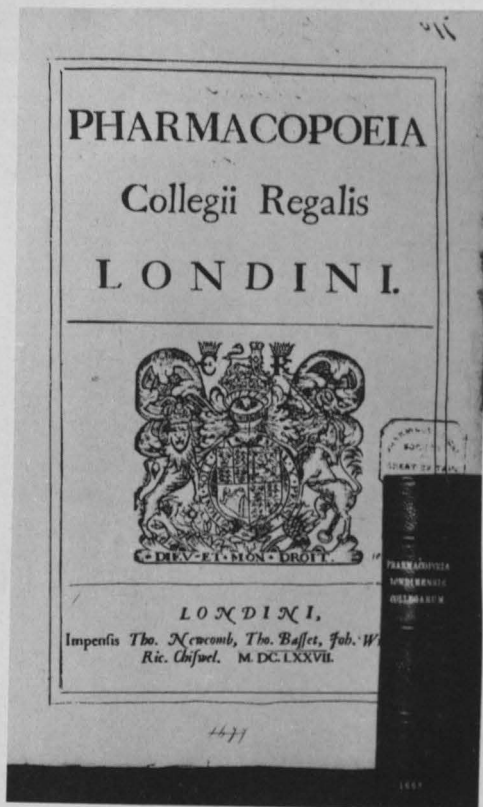 PHARMACOPOEIA
Collegii Regalis
LONDINI.
C R
DIEV·ET·MON·DROIT
LONDINI,
Impensis Tho. Newcomb, Tho. Basset, Joh.
Ric. Chiswel. M. DC. LXXVII.
PHARMACOPOEIA
LONDINENSIS
COLLEGARUM